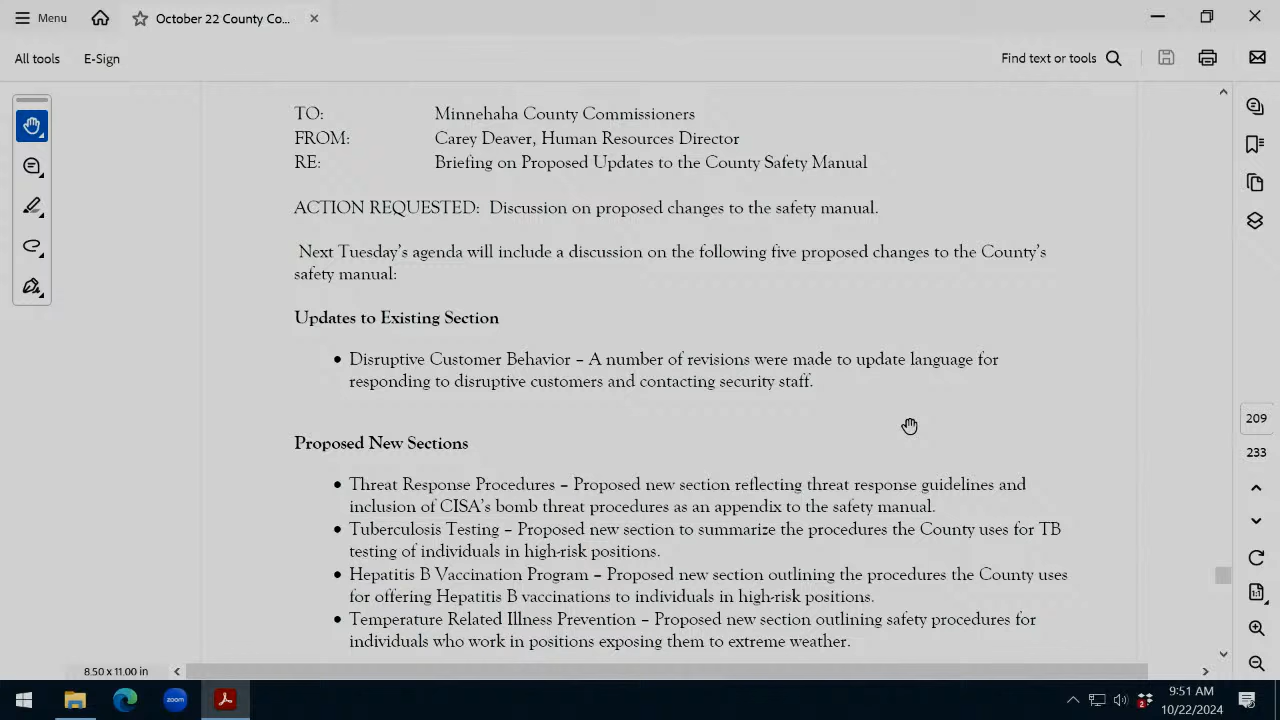 Menu
October 22 County Co...
All tools
E-Sign
Find text or tools
TO: Minnehaha County Commissioners
FROM: Carey Deaver, Human Resources Director
RE: Briefing on Proposed Updates to the County Safety Manual
ACTION REQUESTED: Discussion on proposed changes to the safety manual.
Next Tuesday's agenda will include a discussion on the following five proposed changes to the County's
safety manual:
Updates to Existing Section
• Disruptive Customer Behavior – A number of revisions were made to update language for
responding to disruptive customers and contacting security staff.
Proposed New Sections
• Threat Response Procedures – Proposed new section reflecting threat response guidelines and
inclusion of CISA's bomb threat procedures as an appendix to the safety manual.
• Tuberculosis Testing – Proposed new section to summarize the procedures the County uses for TB
testing of individuals in high-risk positions.
• Hepatitis B Vaccination Program – Proposed new section outlining the procedures the County uses
for offering Hepatitis B vaccinations to individuals in high-risk positions.
• Temperature Related Illness Prevention – Proposed new section outlining safety procedures for
individuals who work in positions exposing them to extreme weather.
209
233
1:1
8.50 x 11.00 in
zoom
9:51 AM
10/22/2024